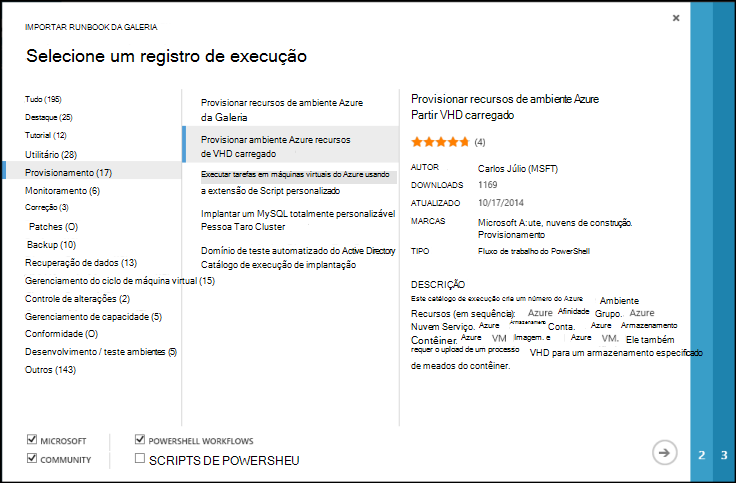 ×
IMPORTAR RUNBOOK DA GALERIA
Selecione um registro de execução
Tudo (195)
Destaque (25)
Tutorial (12)
Utilitário (28)
Provisionamento (17)
Monitoramento (6)
Correção (3)
Patches (O)
Backup (10)
Recuperação de dados (13)
Gerenciamento do ciclo de máquina virtual (15)
Controle de alterações (2)
Gerenciamento de capacidade (5)
Conformidade (O)
Desenvolvimento / teste ambientes (5)
Outros (143)
Provisionar recursos de ambiente Azure
da Galeria
Provisionar ambiente Azure recursos
de VHD carregado
Executar tarefas em máquinas virtuais do Azure usando
a extensão de Script personalizado
Implantar um MySQL totalmente personalizável
Pessoa Taro Cluster
Domínio de teste automatizado do Active Directory
Catálogo de execução de implantação
Provisionar recursos de ambiente Azure
Partir VHD carregado
(4)
AUTOR Carlos Júlio (MSFT)
DOWNLOADS 1169
ATUALIZADO 10/17/2014
MARCAS Microsoft A:ute, nuvens de construção.
Provisionamento
TIPO Fluxo de trabalho do PowerShell
DESCRIÇÃO
Este catálogo de execução cria um número do Azure Ambiente
Recursos (em sequência): Azure Afinidade Grupo. Azure
Nuvem Serviço. Azure Armazenamento Conta. Azure Armazenamento
Contêiner. Azure VM Imagem. e Azure VM. Ele também
requer o upload de um processo VHD para um armazenamento especificado
de meados do contêiner.
MICROSOFT
POWERSHELL WORKFLOWS
COMMUNITY
SCRIPTS DE POWERSHEU
2 3